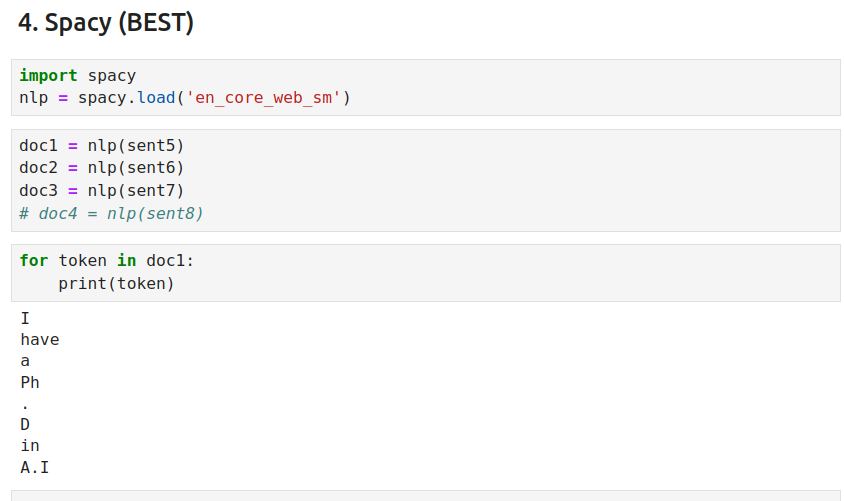 4. Spacy (BEST)
import spacy
nlp = spacy.load('en_core_web_sm')
doc1 = nlp(sent5)
doc2 = nlp(sent6)
doc3 = nlp(sent7)
# doc4 = nlp(sent8)
for token in doc1:
    print(token)
I
have
a
Ph
.
D
in
A.I